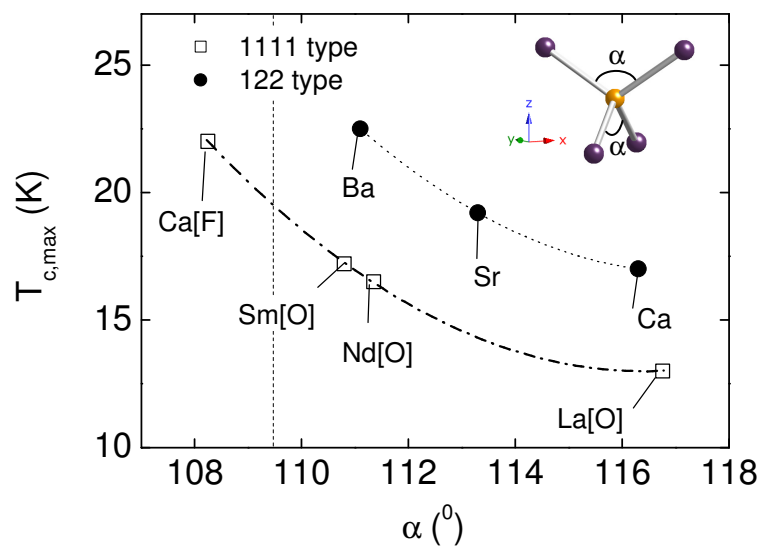 1111 type
122 type
α
α
z
y
x
25
20
15
10
T c,max (K)
Ba
Ca[F]
Sr
Sm[O]
Ca
Nd[O]
La[O]
108 110 112 114 116 118
α (⁰)